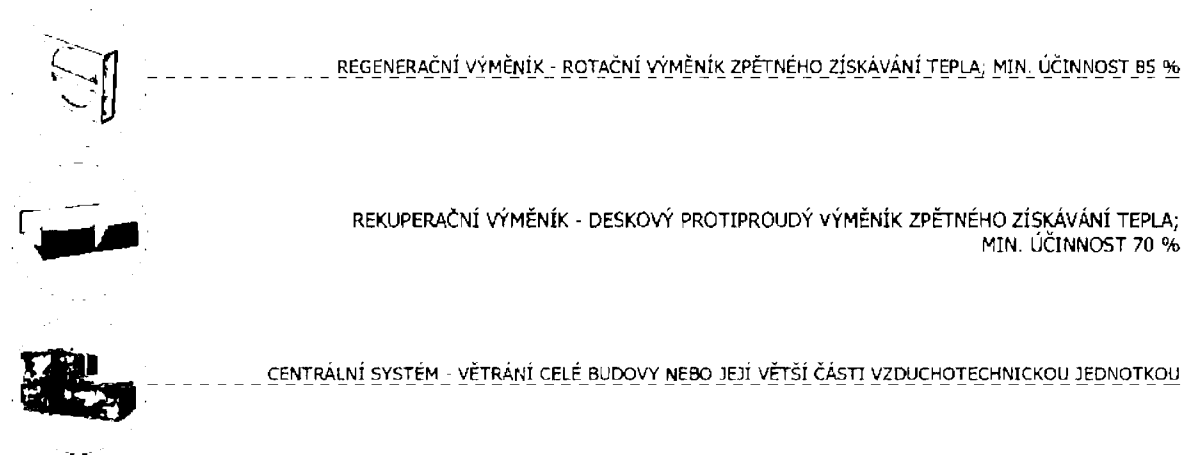 REGENERAČNÍ VÝMĚNÍK - ROTAČNÍ VÝMĚNÍK ZPĚTNÉHO ZÍSKÁVÁNÍ TEPLA; MIN. ÚČINNOST 85 %
REKUPERAČNÍ VÝMĚNÍK - DESKOVÝ PROTIPROUDÝ VÝMĚNÍK ZPĚTNÉHO ZÍSKÁVÁNÍ TEPLA;
MIN. ÚČINNOST 70 %
CENTRÁLNÍ SYSTÉM - VĚTRÁNÍ CELÉ BUDOVY NEBO JEJÍ VĚTŠÍ ČÁSTI VZDUCHOTECHNICKOU JEDNOTKOU